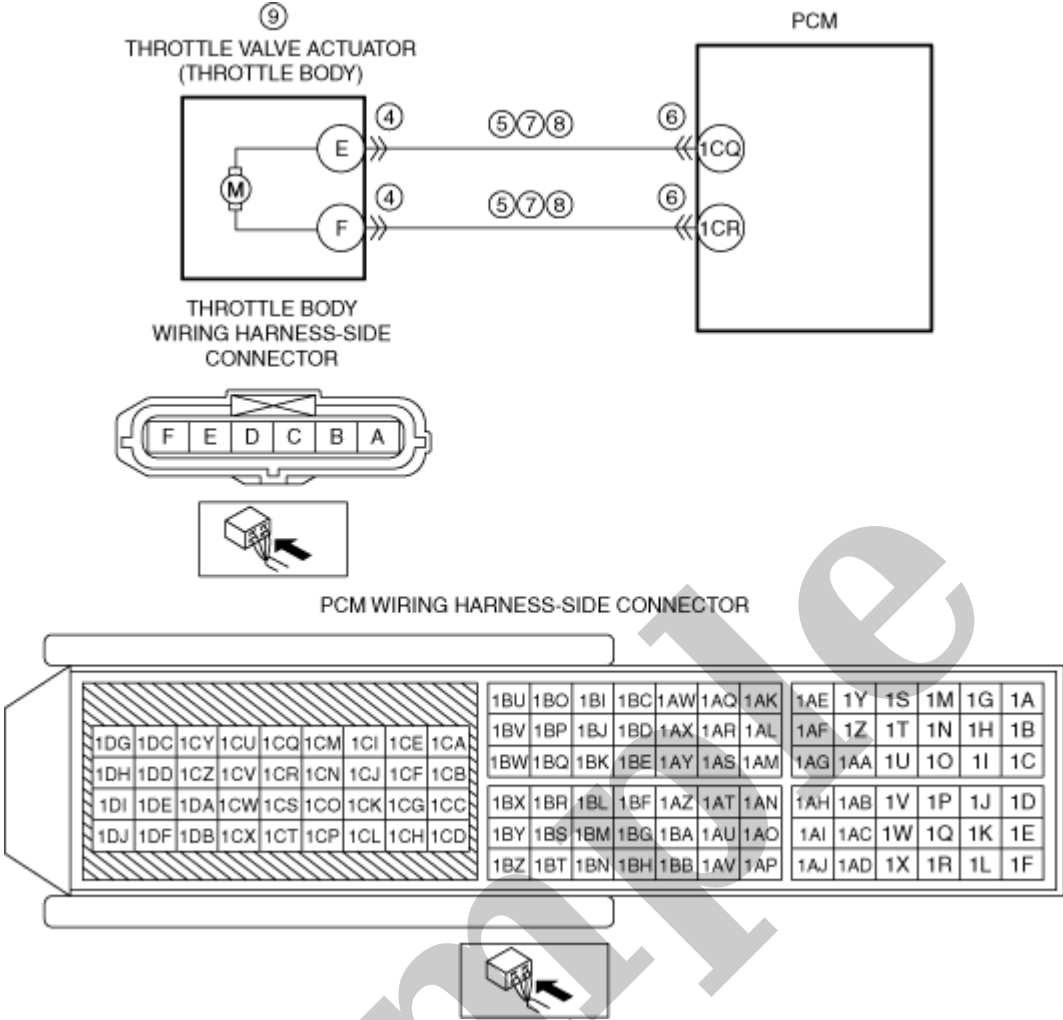 ⑨
THROTTLE VALVE ACTUATOR
(THROTTLE BODY)
PCM
④ ⑤⑦⑧ ⑥
E 1CQ
M
④ ⑤⑦⑧ ⑥
F 1CR
THROTTLE BODY
WIRING HARNESS-SIDE
CONNECTOR
F E D C B A
PCM WIRING HARNESS-SIDE CONNECTOR
1BU 1BO 1BI 1BC 1AW 1AQ 1AK 1AE 1Y 1S 1M 1G 1A
1DG 1DC 1CY 1CU 1CQ 1CM 1CI 1CE 1CA 1BV 1BP 1BJ 1BD 1AX 1AR 1AL 1AF 1Z 1T 1N 1H 1B
1DH 1DD 1CZ 1CV 1CR 1CN 1CJ 1CF 1CB 1BW 1BQ 1BK 1BE 1AY 1AS 1AM 1AG 1AA 1U 1O 1I 1C
1DI 1DE 1DA 1CW 1CS 1CO 1CK 1CG 1CC 1BX 1BR 1BL 1BF 1AZ 1AT 1AN 1AH 1AB 1V 1P 1J 1D
1DJ 1DF 1DB 1CX 1CT 1CP 1CL 1CH 1CD 1BY 1BS 1BM 1BG 1BA 1AU 1AO 1AI 1AC 1W 1Q 1K 1E
1BZ 1BT 1BN 1BH 1BB 1AV 1AP 1AJ 1AD 1X 1R 1L 1F
mple